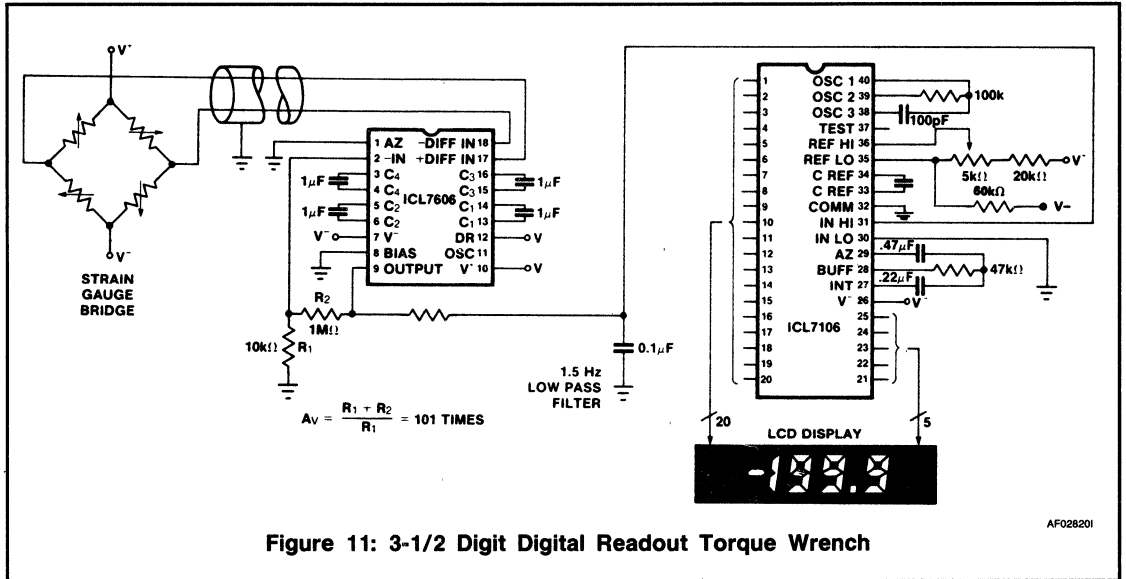 V+
V-
STRAIN
GAUGE
BRIDGE
1 AZ -DIFF IN 18
2 -IN +DIFF IN 17
3 C4 C3 16
4 C4 C3 15
ICL7606
5 C2 C1 14
6 C2 C1 13
7 V- DR 12
8 BIAS OSC 11
9 OUTPUT V+ 10
1μF
1μF
1μF
1μF
V-
V
V
R2
1MΩ
10kΩ R1
0.1μF
1.5 Hz
LOW PASS
FILTER
AV = R1 + R2 / R1 = 101 TIMES
1 OSC 1 40
2 OSC 2 39
3 OSC 3 38
4 TEST 37
5 REF HI 36
6 REF LO 35
7 C REF 34
8 C REF 33
9 COMM 32
10 IN HI 31
11 IN LO 30
12 AZ 29
13 BUFF 28
14 INT 27
15 V- 26
16 25
17 ICL7106 24
18 23
19 22
20 21
100k
100pF
5kΩ
20kΩ
60kΩ
V-
.47μF
47kΩ
.22μF
V-
20
5
LCD DISPLAY
-199.9
AF02820I
Figure 11: 3-1/2 Digit Digital Readout Torque Wrench